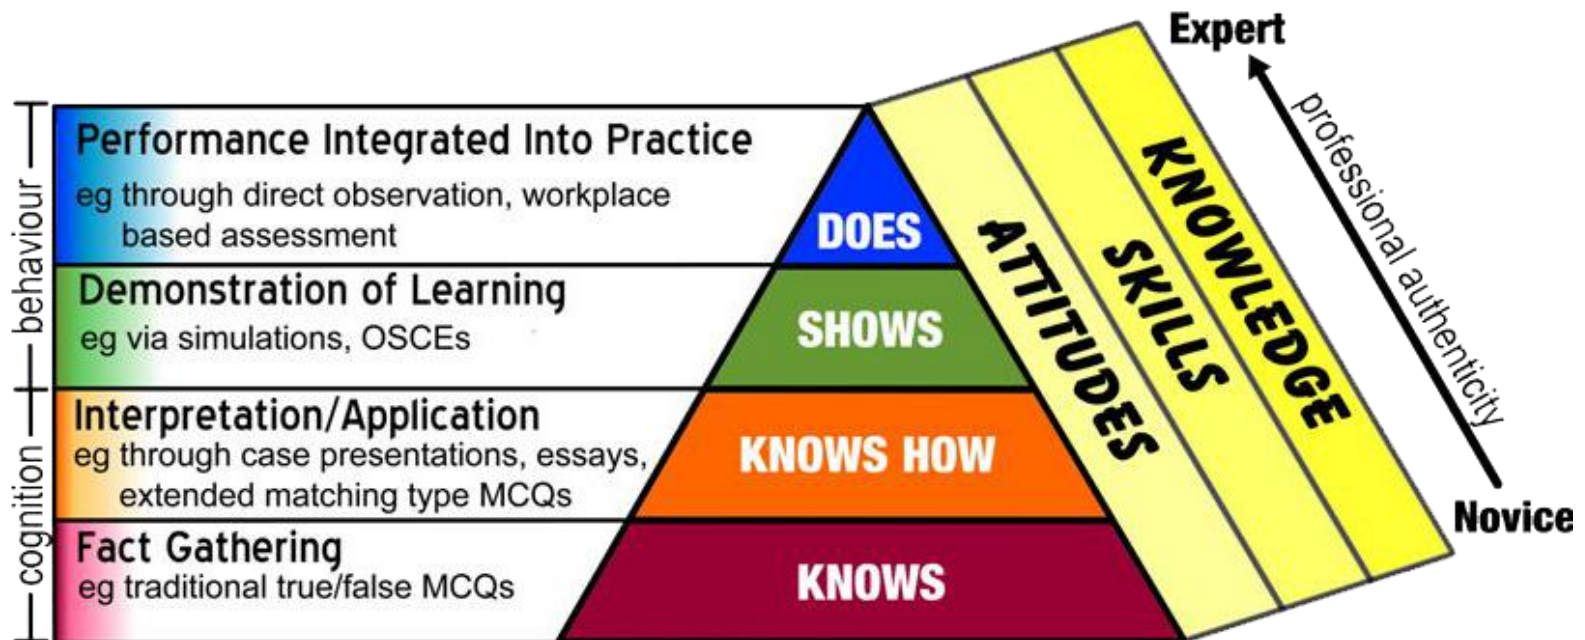 Expert
professional authenticity
Novice
behaviour
cognition
Performance Integrated Into Practice
eg through direct observation, workplace
based assessment
DOES
Demonstration of Learning
eg via simulations, OSCEs
SHOWS
Interpretation/Application
eg through case presentations, essays,
extended matching type MCQs
KNOWS HOW
Fact Gathering
eg traditional true/false MCQs
KNOWS
ATTITUDES
SKILLS
KNOWLEDGE